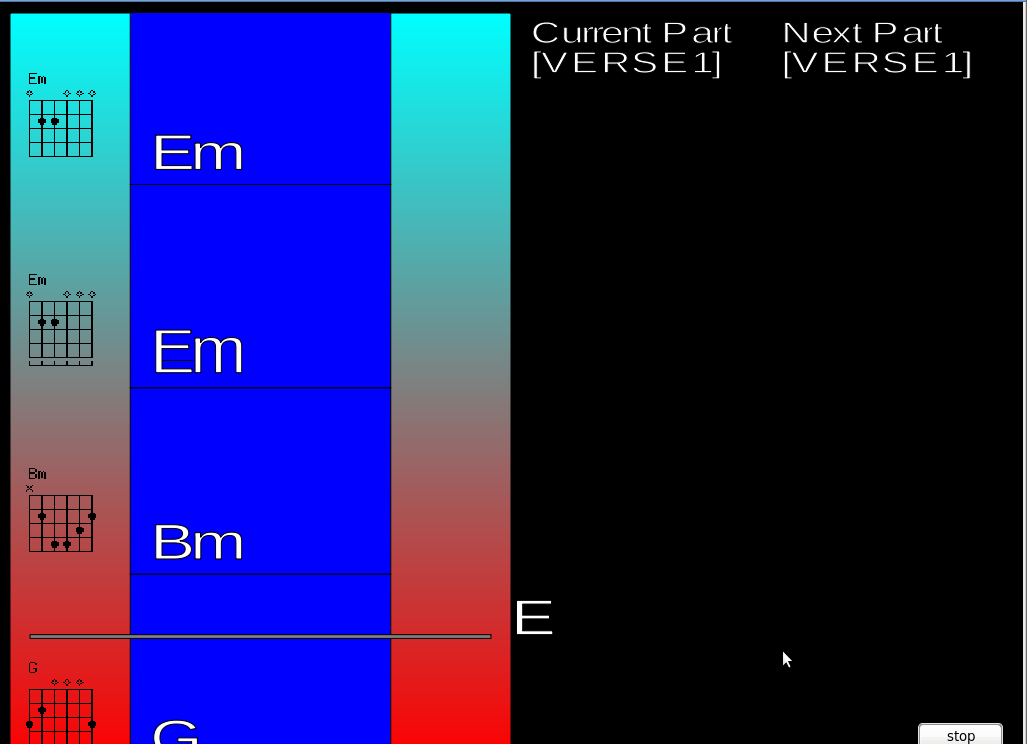 Current Part
[VERSE1]
Next Part
[VERSE1]
Em
Em
Em
Em
Bm
x
Bm
E
G
G
stop